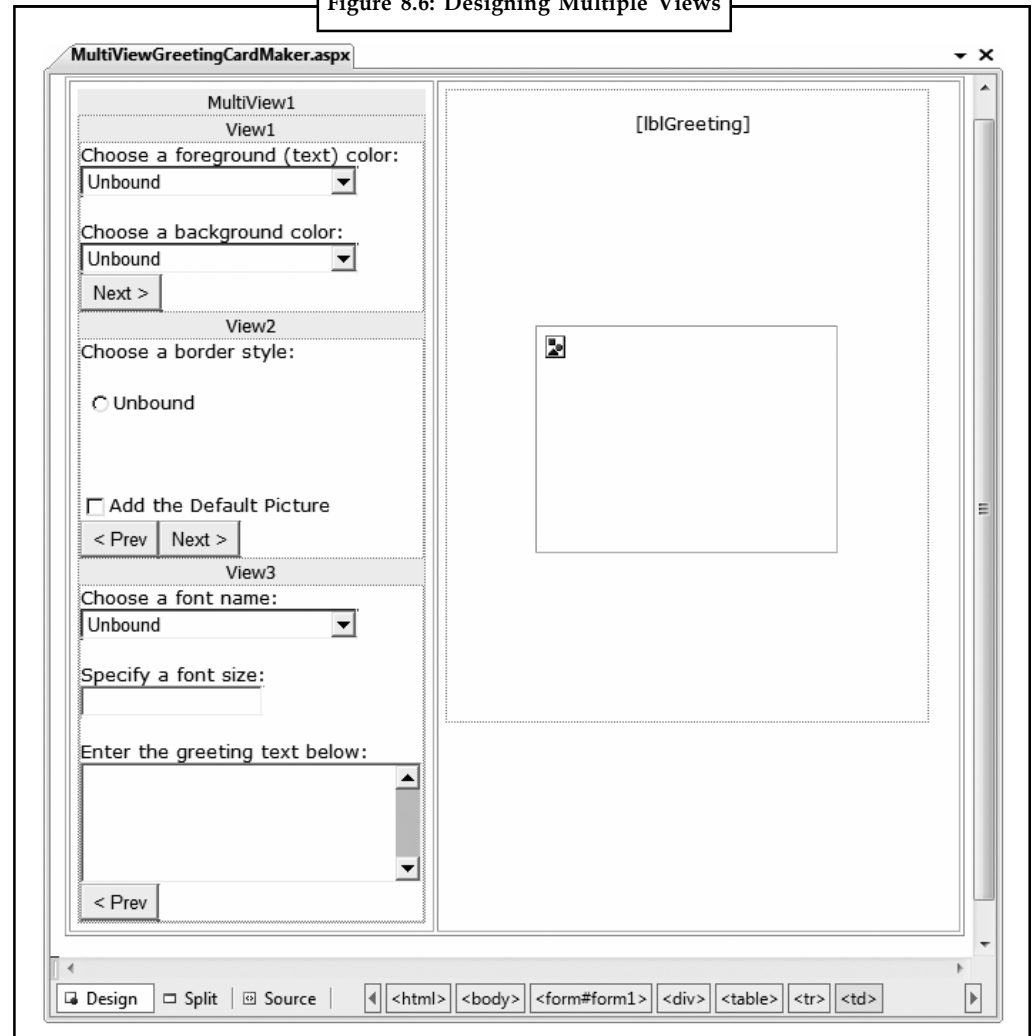 Figure 8.6: Designing Multiple Views
MultiViewGreetingCardMaker.aspx
MultiView1
View1
Choose a foreground (text) color:
Unbound
Choose a background color:
Unbound
Next >
View2
Choose a border style:
Unbound
Add the Default Picture
< Prev Next >
View3
Choose a font name:
Unbound
Specify a font size:
Enter the greeting text below:
< Prev
[lblGreeting]
Design Split Source <html> <body> <form#form1> <div> <table> <tr> <td>